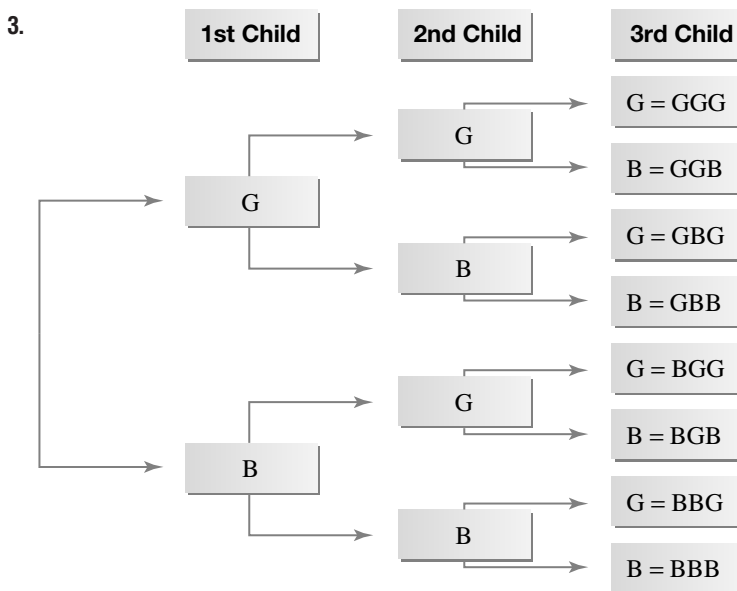 3.
1st Child 2nd Child 3rd Child
G = GGG
G
B = GGB
G
G = GBG
B
B = GBB
G = BGG
G
B = BGB
B
G = BBG
B
B = BBB